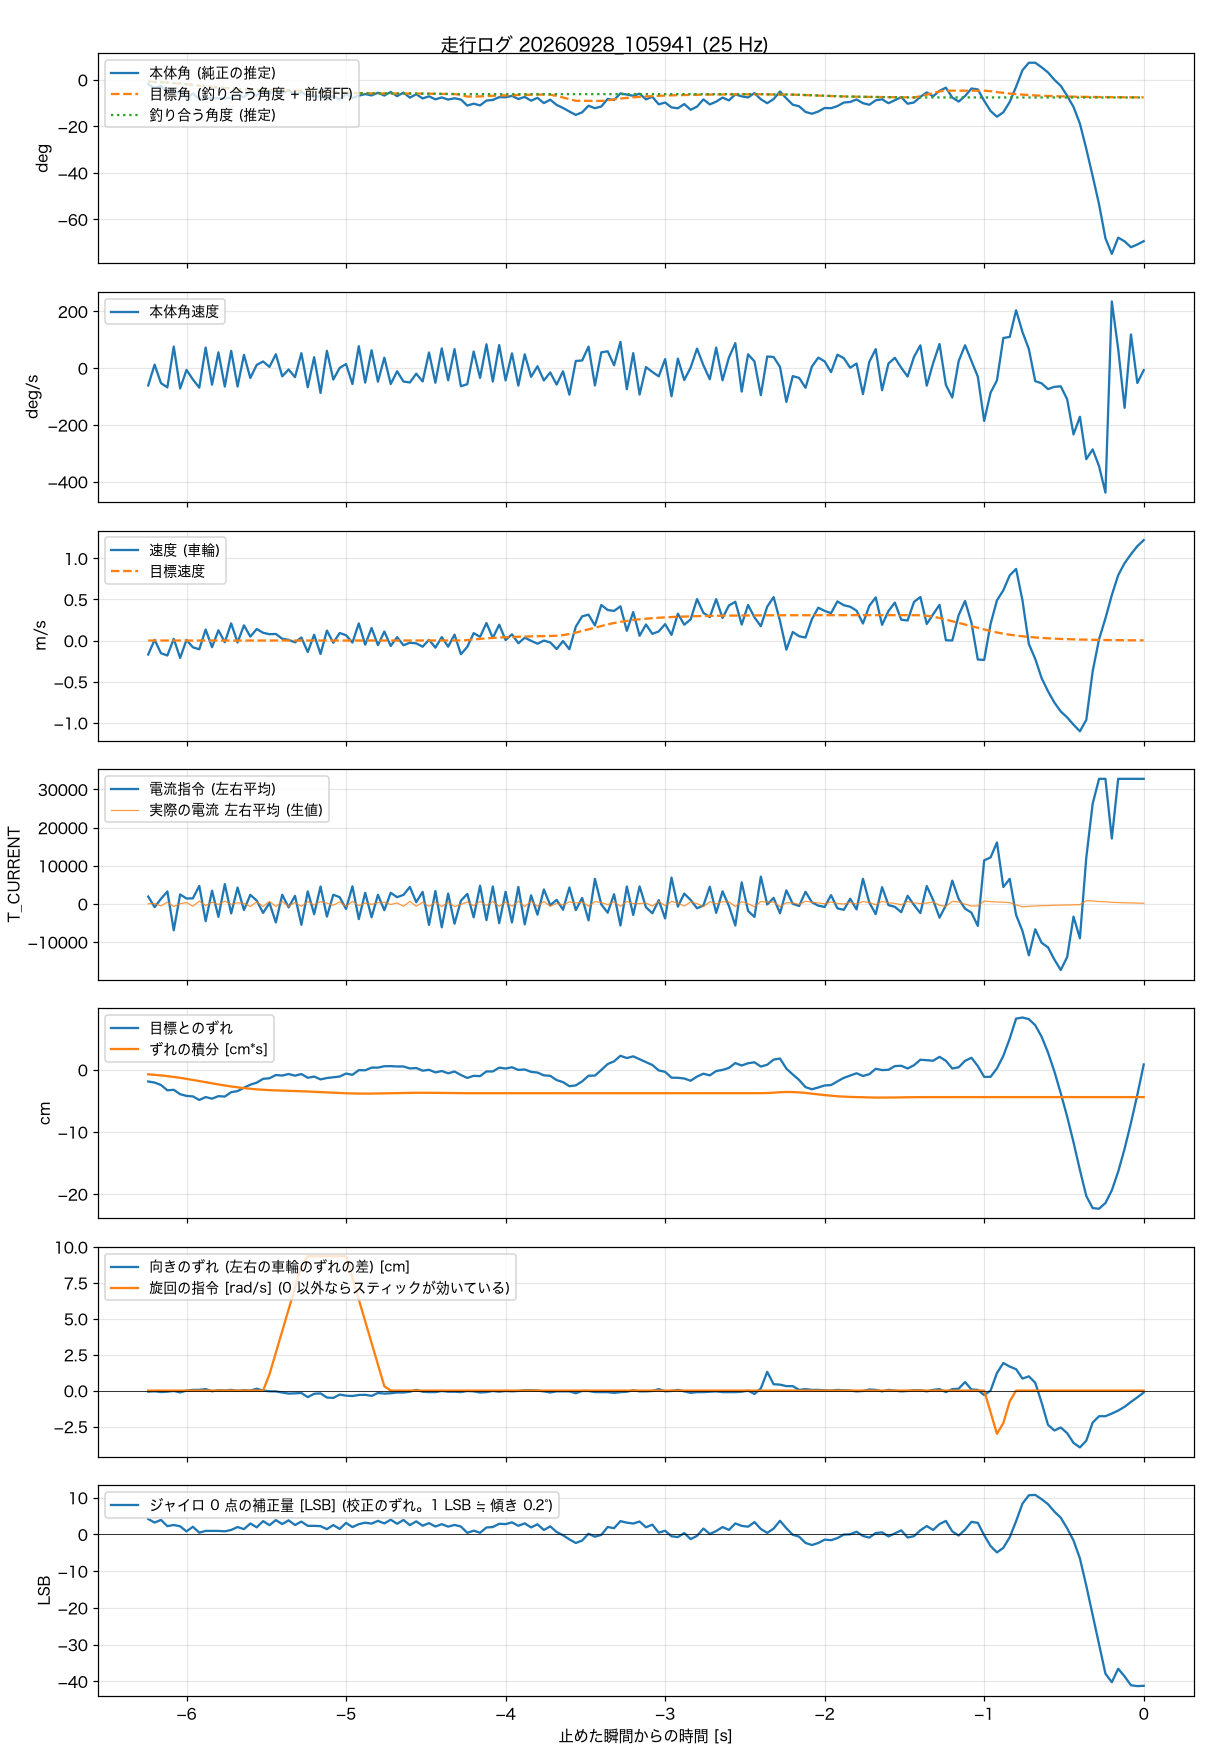 走行ログ 20260928_105941 (25 Hz)
本体角 (純正の推定)
目標角 (釣り合う角度 + 前傾FF)
釣り合う角度 (推定)
deg
0
−20
−40
−60
本体角速度
deg/s
200
0
−200
−400
速度 (車輪)
目標速度
m/s
1.0
0.5
0.0
−0.5
−1.0
電流指令 (左右平均)
実際の電流 左右平均 (生値)
T_CURRENT
30000
20000
10000
0
−10000
目標とのずれ
ずれの積分 [cm*s]
cm
0
−10
−20
向きのずれ (左右の車輪のずれの差) [cm]
旋回の指令 [rad/s] (0 以外ならスティックが効いている)
10.0
7.5
5.0
2.5
0.0
−2.5
ジャイロ 0 点の補正量 [LSB] (校正のずれ。1 LSB ≒ 傾き 0.2°)
LSB
10
0
−10
−20
−30
−40
−6 −5 −4 −3 −2 −1 0
止めた瞬間からの時間 [s]